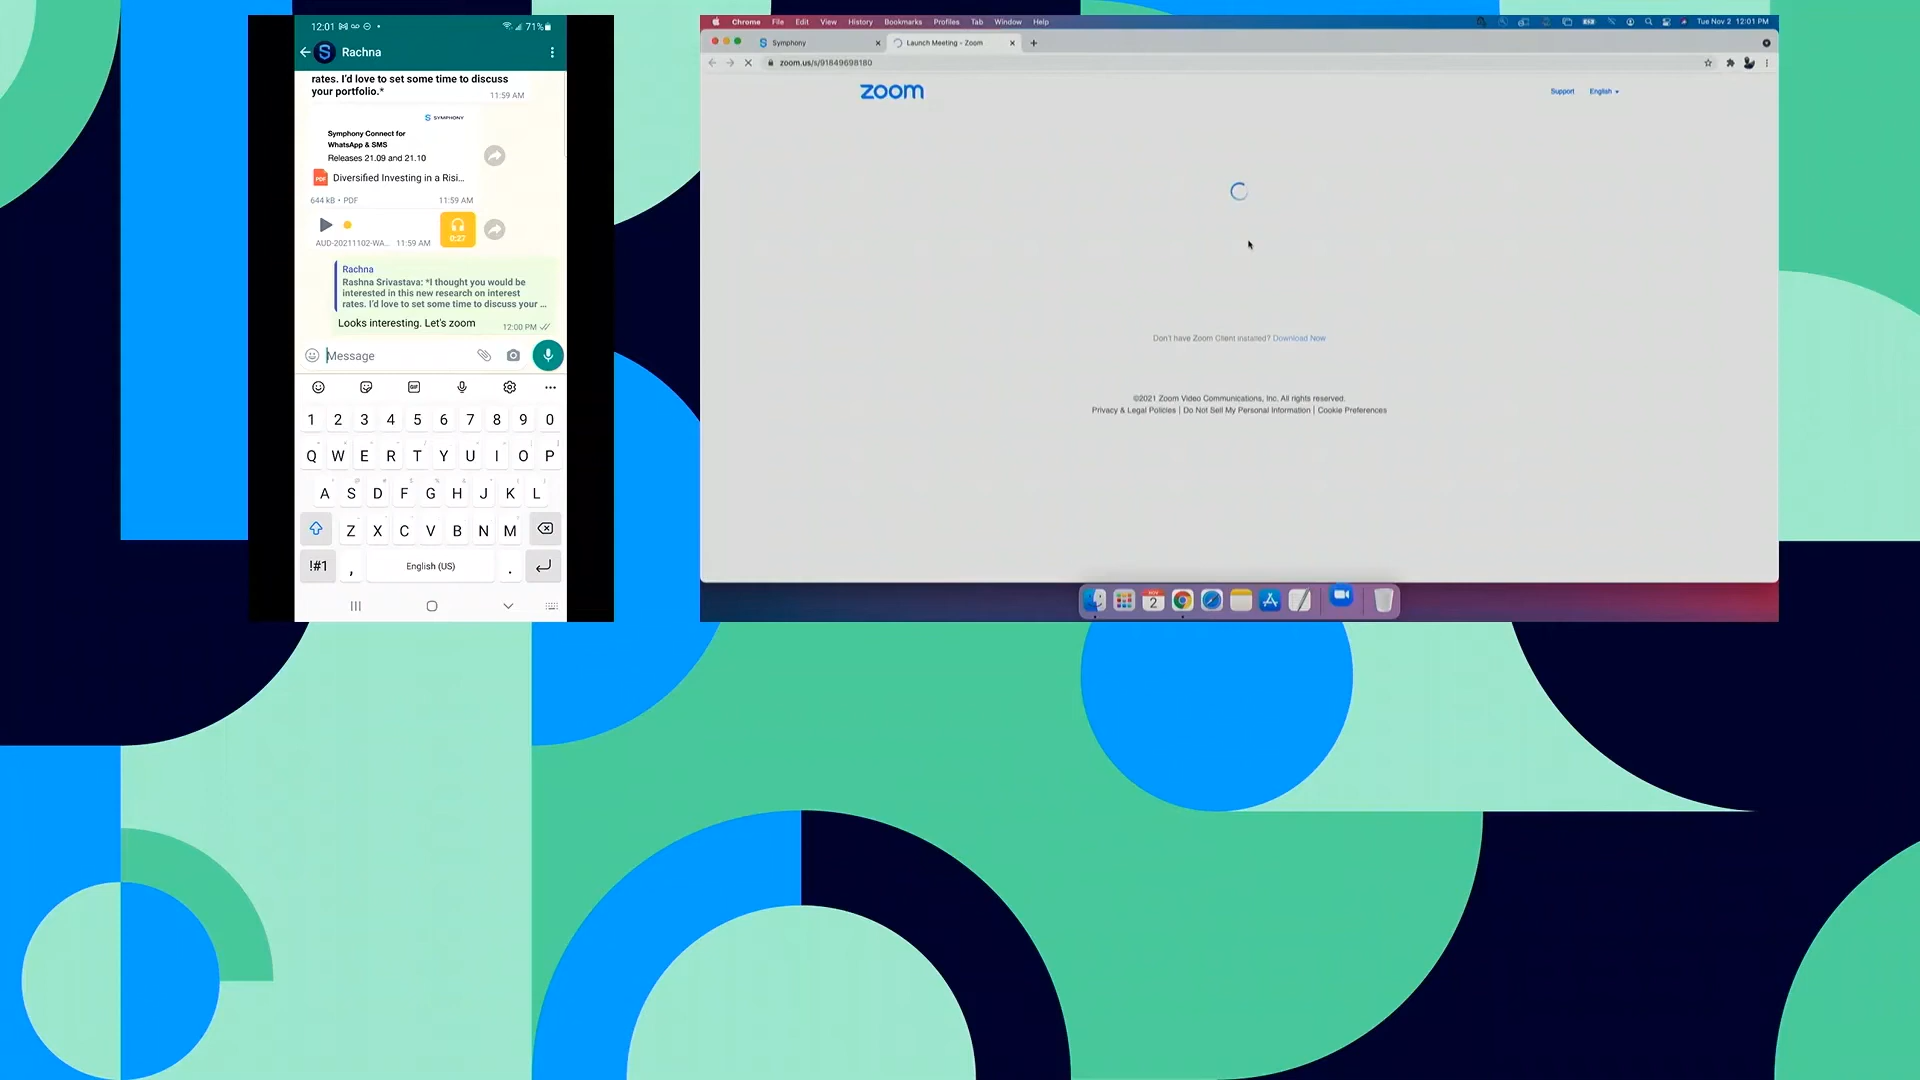 12:01
71%
Rachna
rates. I'd love to set some time to discuss
your portfolio.*
11:59 AM
SYMPHONY
Symphony Connect for
WhatsApp & SMS
Releases 21.09 and 21.10
PDF
Diversified Investing in a Risi...
644 kB • PDF
11:59 AM
0:27
AUD-20211102-WA...
11:59 AM
Rachna
Rashna Srivastava: *I thought you would be
interested in this new research on interest
rates. I'd love to set some time to discuss your ...
Looks interesting. Let's zoom
12:00 PM
Message
GIF
1 2 3 4 5 6 7 8 9 0
Q W E R T Y U I O P
A S D F G H J K L
Z X C V B N M
!#1 , English (US) .
Chrome File Edit View History Bookmarks Profiles Tab Window Help
Tue Nov 2 12:01 PM
Symphony
Launch Meeting - Zoom
zoom.us/s/91849698180
zoom
Support
English
Don't have Zoom Client installed? Download Now
©2021 Zoom Video Communications, Inc. All rights reserved.
Privacy & Legal Policies | Do Not Sell My Personal Information | Cookie Preferences
NOV
2